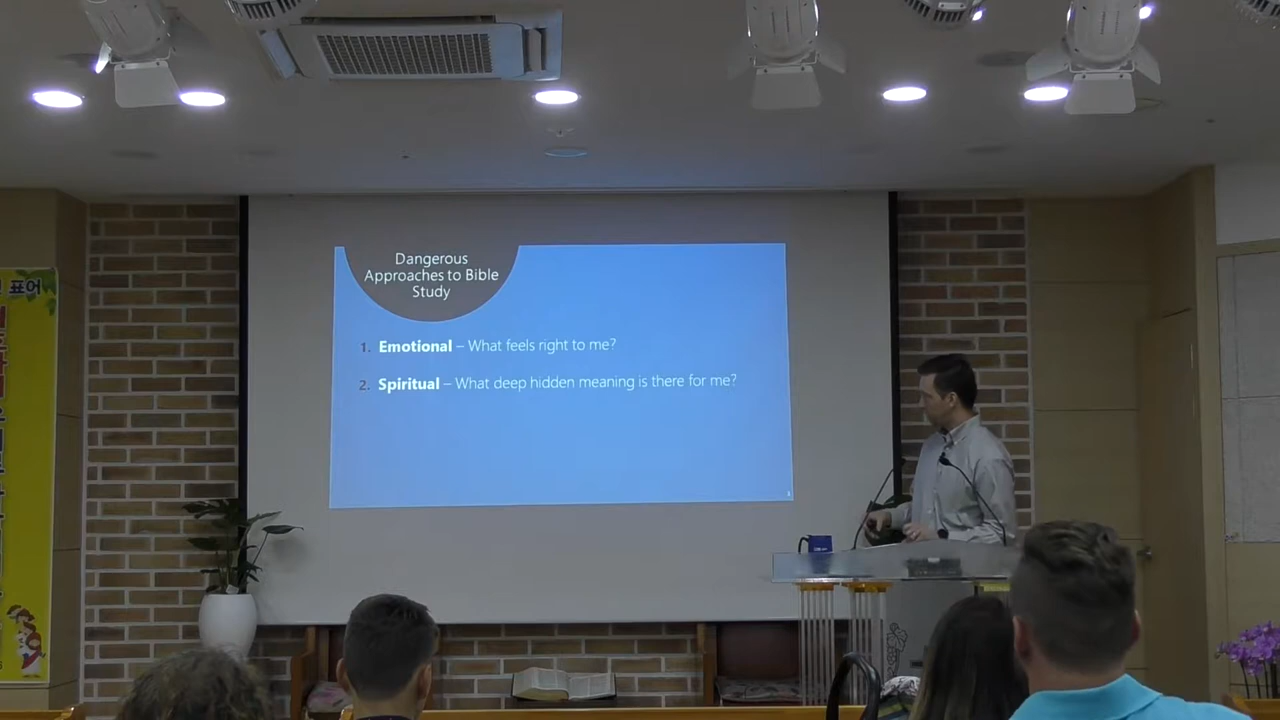 Dangerous
Approaches to Bible
Study
1. Emotional – What feels right to me?
2. Spiritual – What deep hidden meaning is there for me?
표어